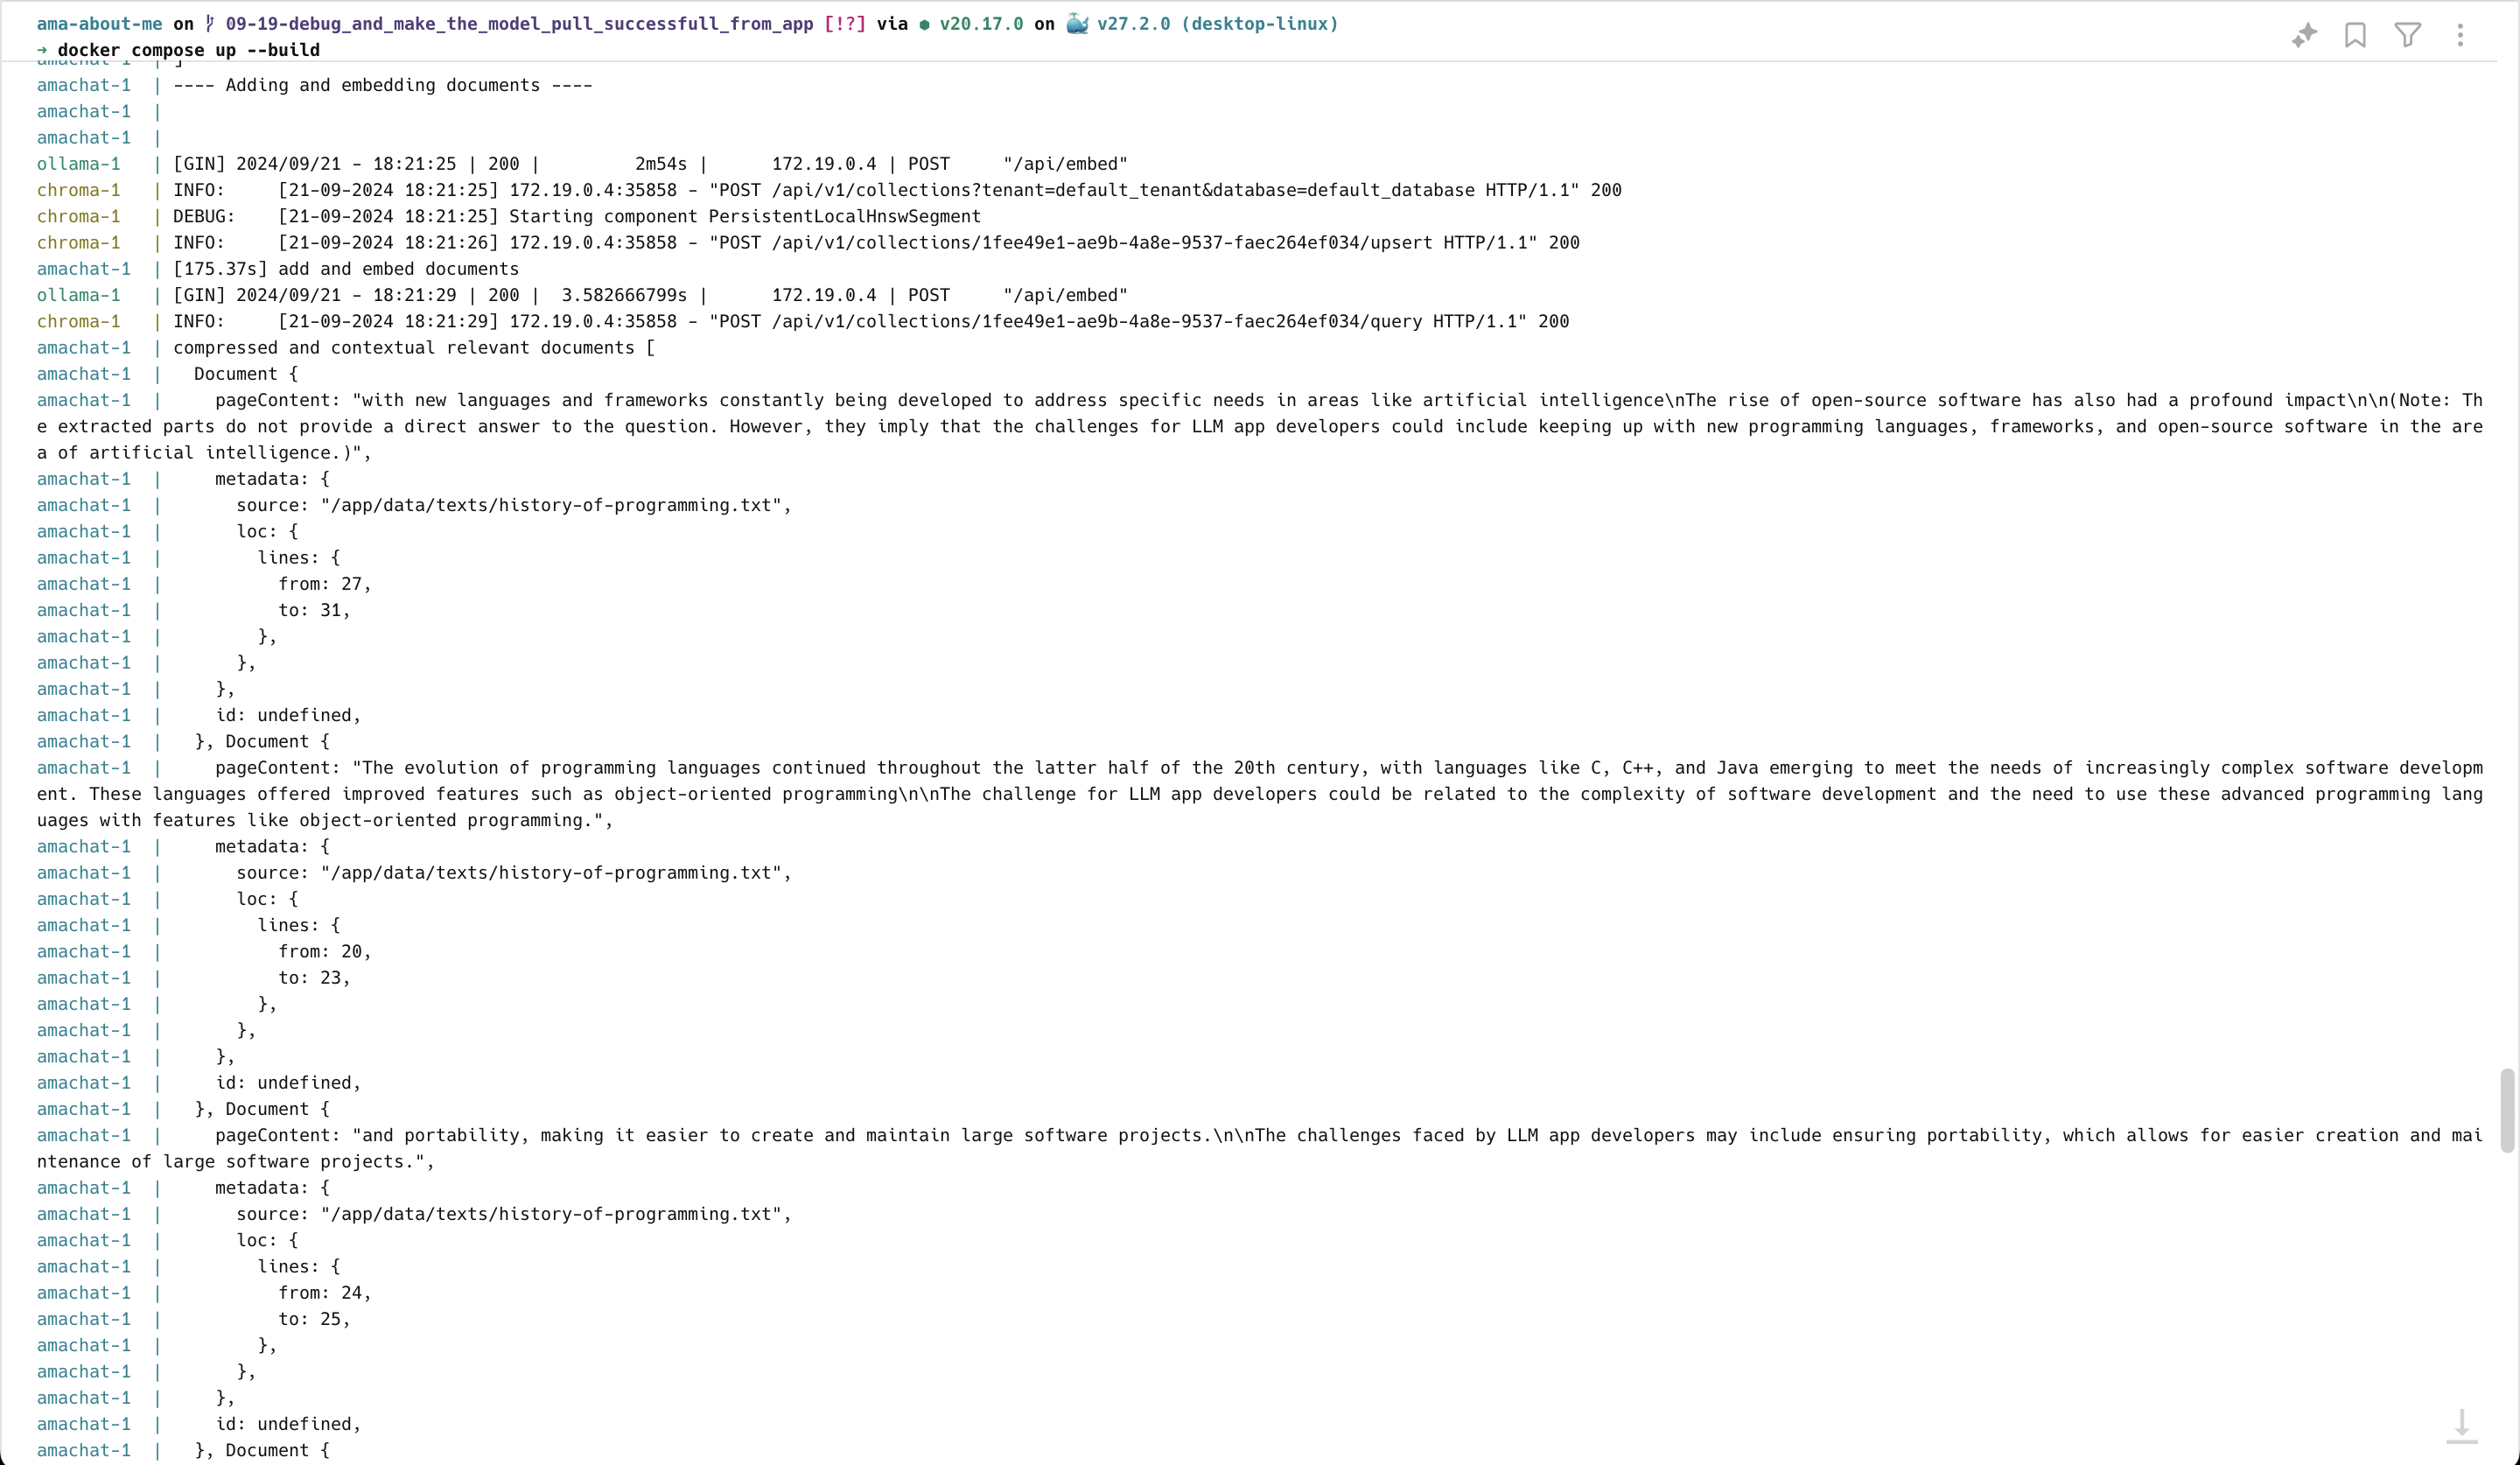 ama-about-me on 09-19-debug_and_make_the_model_pull_successfull_from_app [!?] via v20.17.0 on v27.2.0 (desktop-linux)
→ docker compose up --build
amachat-1 | ]
amachat-1 | ---- Adding and embedding documents ----
amachat-1 |
amachat-1 |
ollama-1 | [GIN] 2024/09/21 - 18:21:25 | 200 | 2m54s | 172.19.0.4 | POST "/api/embed"
chroma-1 | INFO: [21-09-2024 18:21:25] 172.19.0.4:35858 - "POST /api/v1/collections?tenant=default_tenant&database=default_database HTTP/1.1" 200
chroma-1 | DEBUG: [21-09-2024 18:21:25] Starting component PersistentLocalHnswSegment
chroma-1 | INFO: [21-09-2024 18:21:26] 172.19.0.4:35858 - "POST /api/v1/collections/1fee49e1-ae9b-4a8e-9537-faec264ef034/upsert HTTP/1.1" 200
amachat-1 | [175.37s] add and embed documents
ollama-1 | [GIN] 2024/09/21 - 18:21:29 | 200 | 3.582666799s | 172.19.0.4 | POST "/api/embed"
chroma-1 | INFO: [21-09-2024 18:21:29] 172.19.0.4:35858 - "POST /api/v1/collections/1fee49e1-ae9b-4a8e-9537-faec264ef034/query HTTP/1.1" 200
amachat-1 | compressed and contextual relevant documents [
amachat-1 | Document {
amachat-1 | pageContent: "with new languages and frameworks constantly being developed to address specific needs in areas like artificial intelligence\nThe rise of open-source software has also had a profound impact\n\n(Note: Th
e extracted parts do not provide a direct answer to the question. However, they imply that the challenges for LLM app developers could include keeping up with new programming languages, frameworks, and open-source software in the are
a of artificial intelligence.)",
amachat-1 | metadata: {
amachat-1 | source: "/app/data/texts/history-of-programming.txt",
amachat-1 | loc: {
amachat-1 | lines: {
amachat-1 | from: 27,
amachat-1 | to: 31,
amachat-1 | },
amachat-1 | },
amachat-1 | },
amachat-1 | id: undefined,
amachat-1 | }, Document {
amachat-1 | pageContent: "The evolution of programming languages continued throughout the latter half of the 20th century, with languages like C, C++, and Java emerging to meet the needs of increasingly complex software developm
ent. These languages offered improved features such as object-oriented programming\n\nThe challenge for LLM app developers could be related to the complexity of software development and the need to use these advanced programming lang
uages with features like object-oriented programming.",
amachat-1 | metadata: {
amachat-1 | source: "/app/data/texts/history-of-programming.txt",
amachat-1 | loc: {
amachat-1 | lines: {
amachat-1 | from: 20,
amachat-1 | to: 23,
amachat-1 | },
amachat-1 | },
amachat-1 | },
amachat-1 | id: undefined,
amachat-1 | }, Document {
amachat-1 | pageContent: "and portability, making it easier to create and maintain large software projects.\n\nThe challenges faced by LLM app developers may include ensuring portability, which allows for easier creation and mai
ntenance of large software projects.",
amachat-1 | metadata: {
amachat-1 | source: "/app/data/texts/history-of-programming.txt",
amachat-1 | loc: {
amachat-1 | lines: {
amachat-1 | from: 24,
amachat-1 | to: 25,
amachat-1 | },
amachat-1 | },
amachat-1 | },
amachat-1 | id: undefined,
amachat-1 | }, Document {